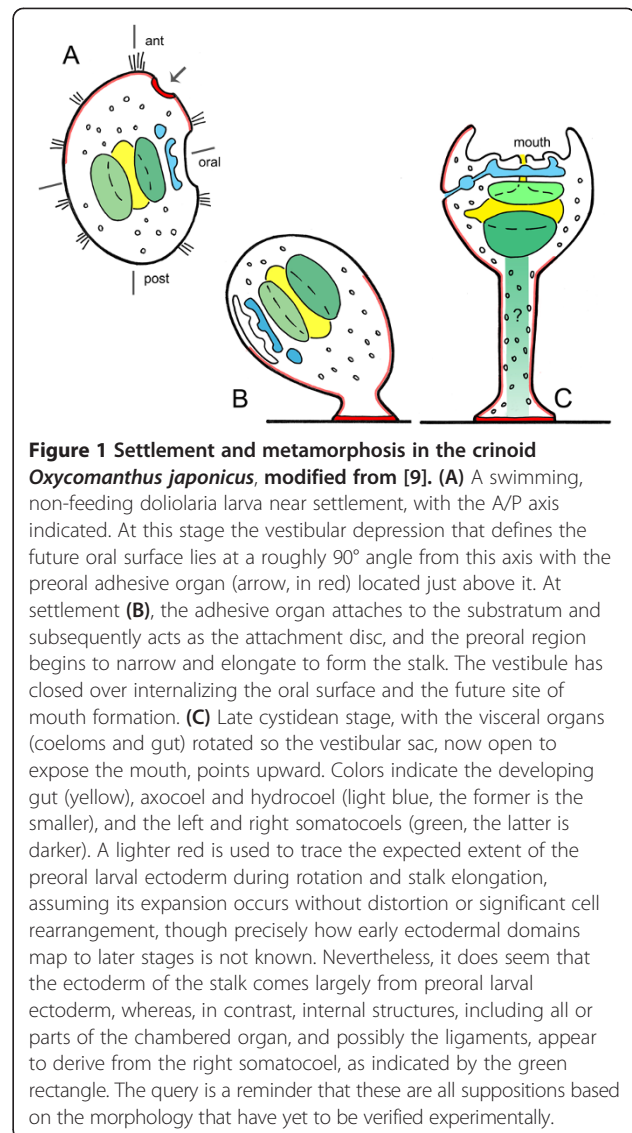 A
ant
oral
post
mouth
?
B
C
Figure 1 Settlement and metamorphosis in the crinoid
Oxycomanthus japonicus, modified from [9]. (A) A swimming,
non-feeding doliolaria larva near settlement, with the A/P axis
indicated. At this stage the vestibular depression that defines the
future oral surface lies at a roughly 90° angle from this axis with the
preoral adhesive organ (arrow, in red) located just above it. At
settlement (B), the adhesive organ attaches to the substratum and
subsequently acts as the attachment disc, and the preoral region
begins to narrow and elongate to form the stalk. The vestibule has
closed over internalizing the oral surface and the future site of
mouth formation. (C) Late cystidean stage, with the visceral organs
(coeloms and gut) rotated so the vestibular sac, now open to
expose the mouth, points upward. Colors indicate the developing
gut (yellow), axocoel and hydrocoel (light blue, the former is the
smaller), and the left and right somatocoels (green, the latter is
darker). A lighter red is used to trace the expected extent of the
preoral larval ectoderm during rotation and stalk elongation,
assuming its expansion occurs without distortion or significant cell
rearrangement, though precisely how early ectodermal domains
map to later stages is not known. Nevertheless, it does seem that
the ectoderm of the stalk comes largely from preoral larval
ectoderm, whereas, in contrast, internal structures, including all or
parts of the chambered organ, and possibly the ligaments, appear
to derive from the right somatocoel, as indicated by the green
rectangle. The query is a reminder that these are all suppositions based
on the morphology that have yet to be verified experimentally.